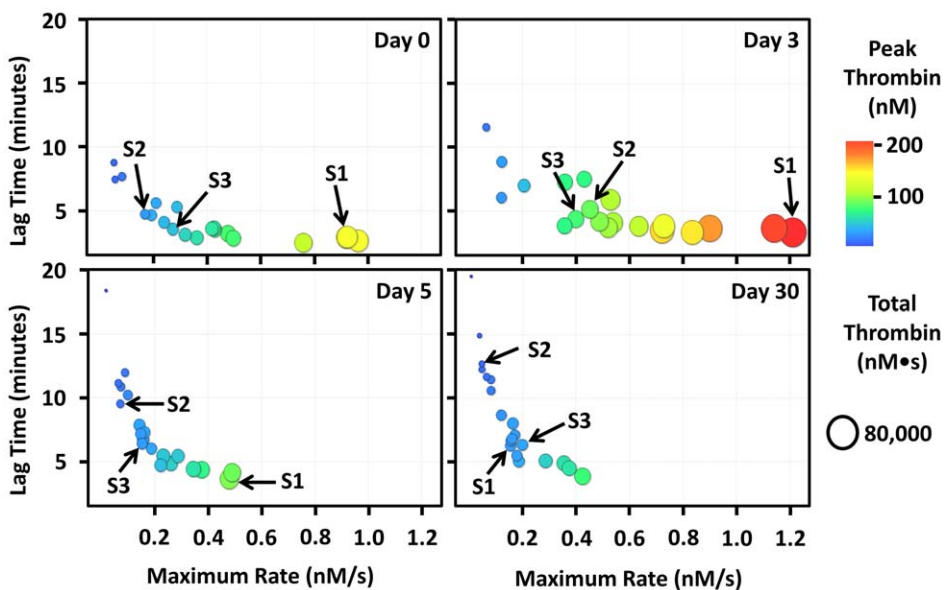 20
15
10
5
Lag Time (minutes)
Day 0
S2
S3
S1
Day 3
S3
S2
S1
Peak
Thrombin
(nM)
200
100
20
15
10
5
Lag Time (minutes)
Day 5
S2
S3
S1
Day 30
S2
S3
S1
Total
Thrombin
(nM•s)
80,000
0.2 0.4 0.6 0.8 1.0 1.2
0.2 0.4 0.6 0.8 1.0 1.2
Maximum Rate (nM/s)
Maximum Rate (nM/s)